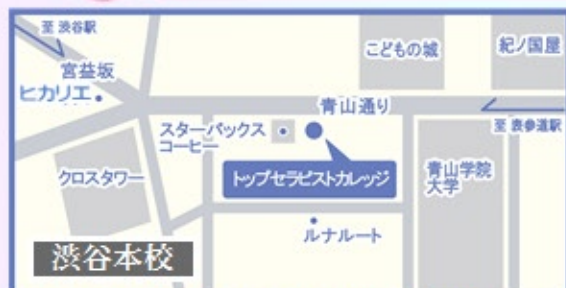 至 渋谷駅
こどもの城
紀ノ国屋
宮益坂
ヒカリエ
青山通り
至 表参道駅
スターバックス
コーヒー
クロスタワー
トップセラピストカレッジ
青山学院
大学
ルナルート
渋谷本校